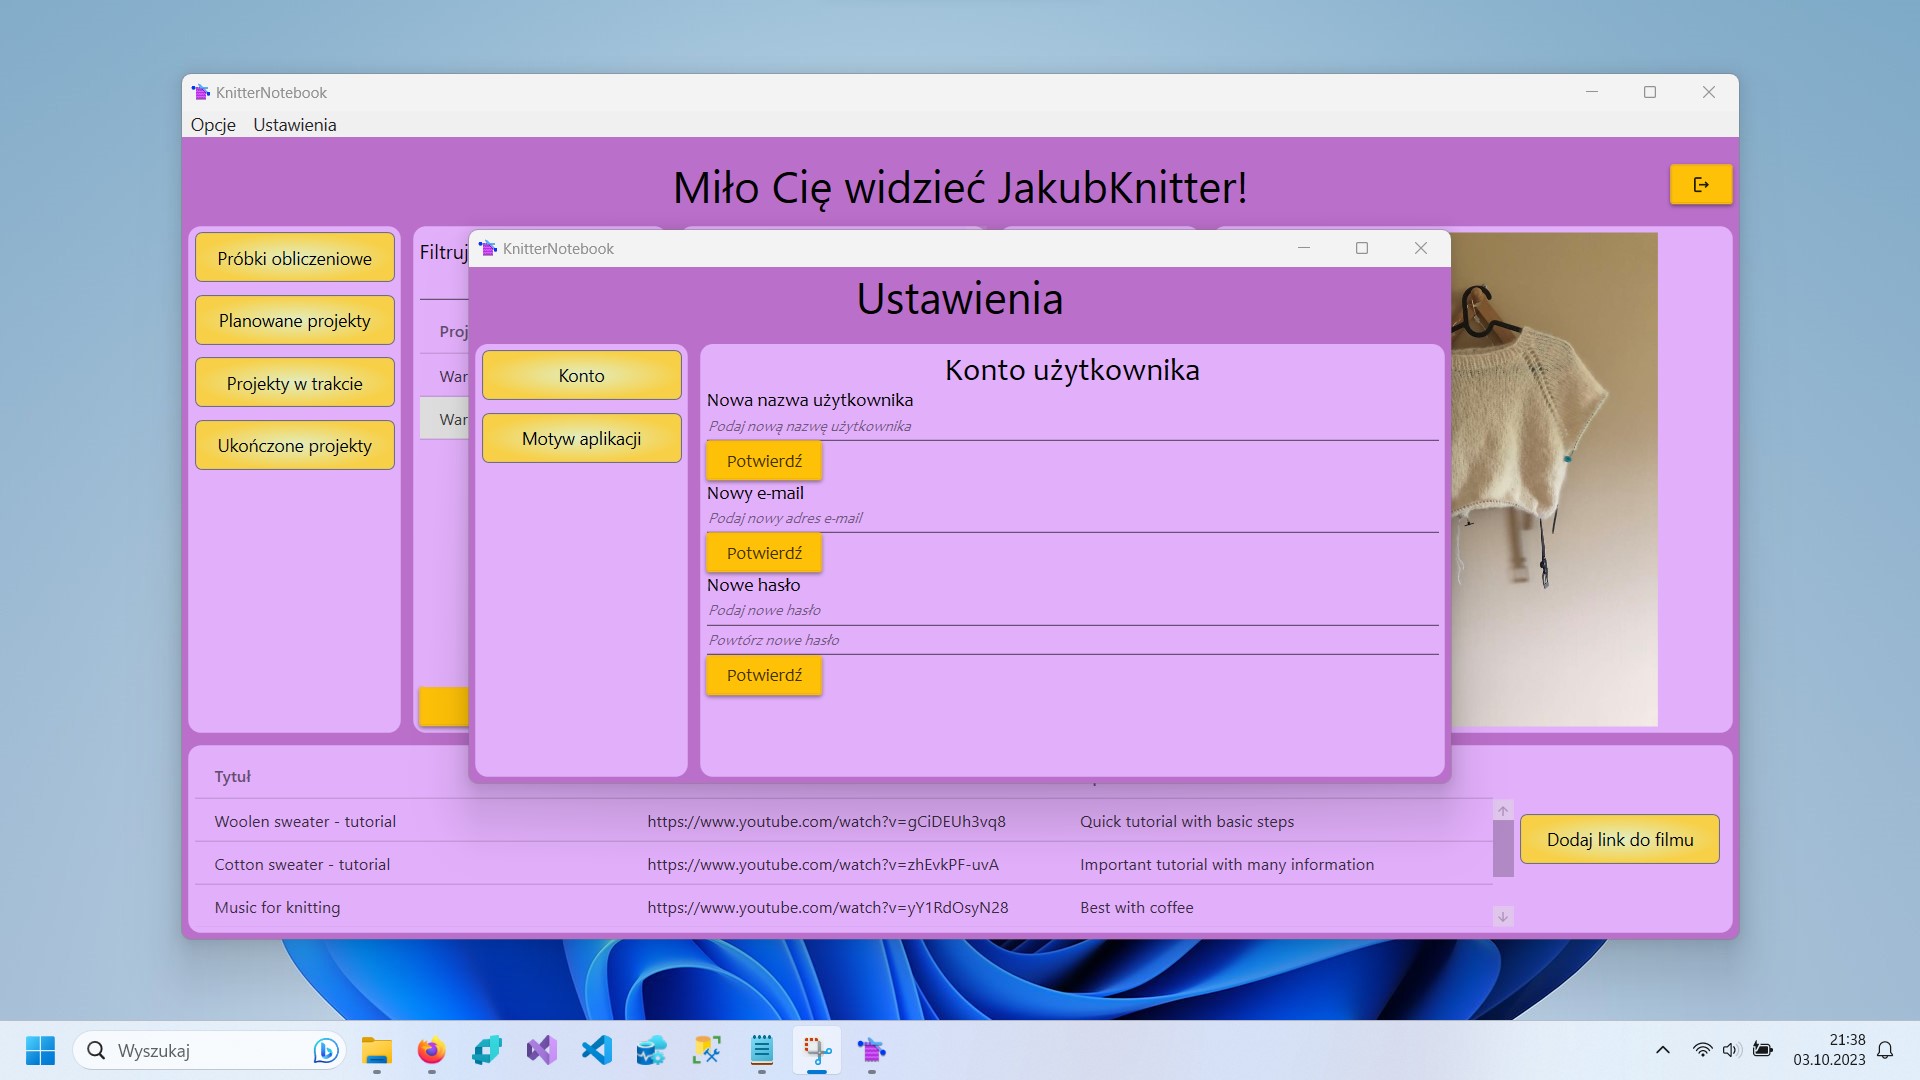 KnitterNotebook
Opcje Ustawienia
Miło Cię widzieć JakubKnitter!
Próbki obliczeniowe
Planowane projekty
Projekty w trakcie
Ukończone projekty
Filtruj
Proj
War
War
KnitterNotebook
Ustawienia
Konto
Motyw aplikacji
Konto użytkownika
Nowa nazwa użytkownika
Podaj nową nazwę użytkownika
Potwierdź
Nowy e-mail
Podaj nowy adres e-mail
Potwierdź
Nowe hasło
Podaj nowe hasło
Powtórz nowe hasło
Potwierdź
Tytuł
Woolen sweater - tutorial https://www.youtube.com/watch?v=gCiDEUh3vq8 Quick tutorial with basic steps
Cotton sweater - tutorial https://www.youtube.com/watch?v=zhEvkPF-uvA Important tutorial with many information
Music for knitting https://www.youtube.com/watch?v=yY1RdOsyN28 Best with coffee
Dodaj link do filmu
Wyszukaj
21:38
03.10.2023